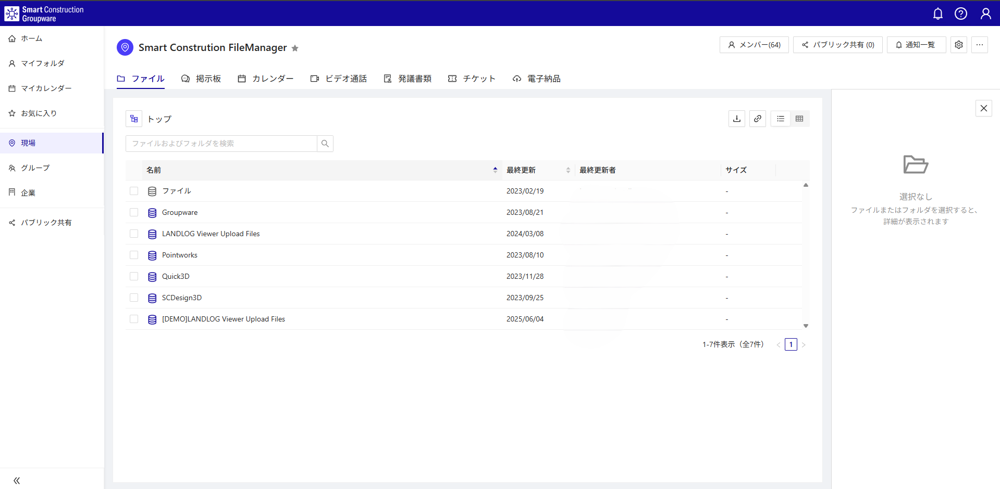 Smart Construction
Groupware
ホーム
マイフォルダ
マイカレンダー
お気に入り
現場
グループ
企業
パブリック共有
Smart Constrution FileManager
メンバー(64)
パブリック共有 (0)
通知一覧
ファイル
掲示板
カレンダー
ビデオ通話
発議書類
チケット
電子納品
トップ
ファイルおよびフォルダを検索
名前 最終更新 最終更新者 サイズ
ファイル 2023/02/19 -
Groupware 2023/08/21 -
LANDLOG Viewer Upload Files 2024/03/08 -
Pointworks 2023/08/10 -
Quick3D 2023/11/28 -
SCDesign3D 2023/09/25 -
[DEMO]LANDLOG Viewer Upload Files 2025/06/04 -
1-7件表示（全7件） < 1 >
選択なし
ファイルまたはフォルダを選択すると、
詳細が表示されます